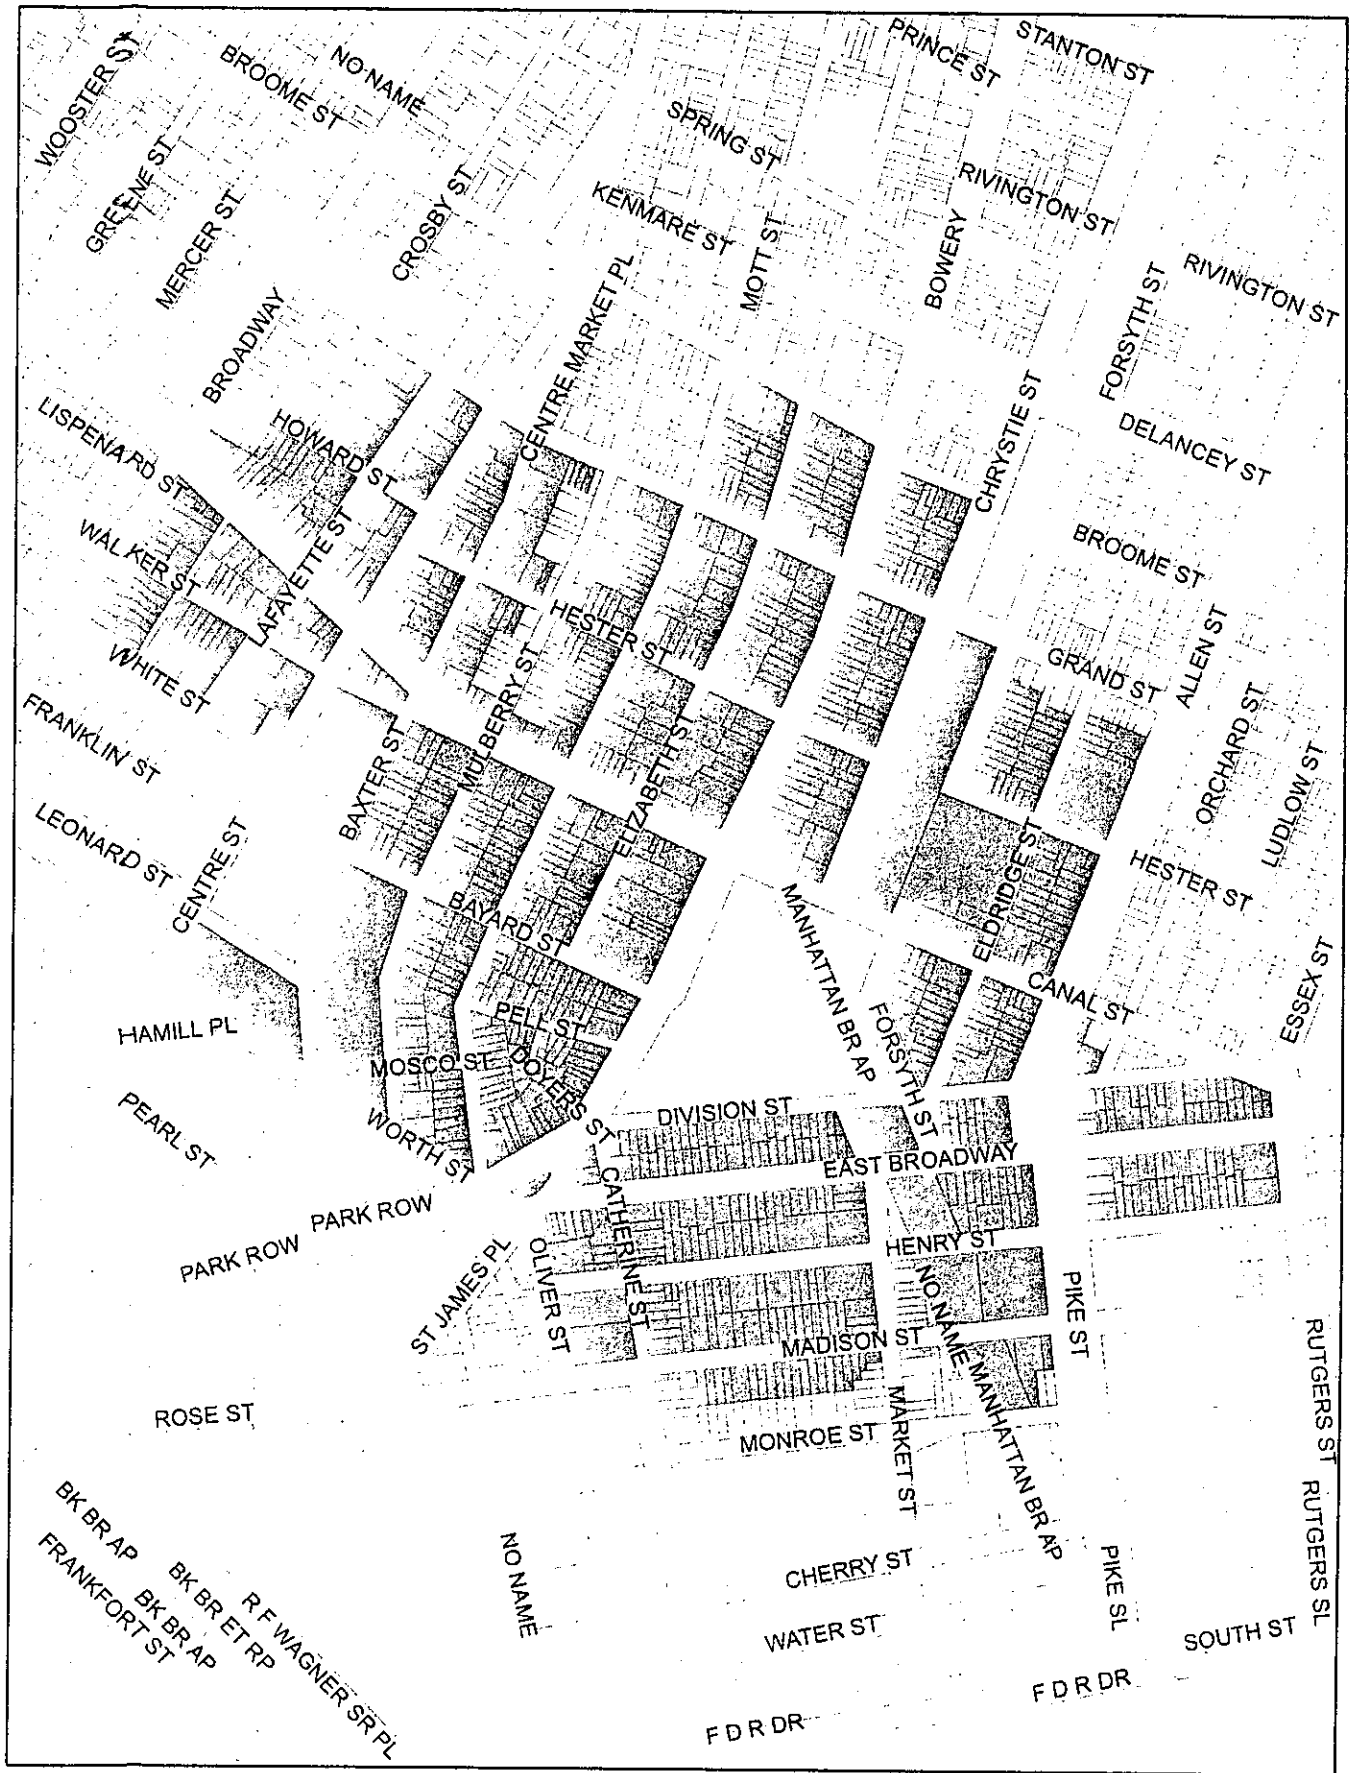 WOOSTER ST
BROOME ST
NO NAME
PRINCE ST
STANTON ST
GREENE ST
MERCER ST
CROSBY ST
SPRING ST
KENMARE ST
MOTT ST
BOWERY
RIVINGTON ST
RIVINGTON ST
BROADWAY
CENTRE MARKET PL
FORSYTH ST
LISPENARD ST
HOWARD ST
CHRYSTIE ST
DELANCEY ST
WALKER ST
LAFAYETTE ST
BROOME ST
WHITE ST
HESTER ST
ALLEN ST
GRAND ST
FRANKLIN ST
BAXTER ST
MULBERRY ST
ELIZABETH ST
ORCHARD ST
LUDLOW ST
LEONARD ST
CENTRE ST
ELDRIDGE ST
HESTER ST
BAYARD ST
MANHATTAN BR AP
CANAL ST
ESSEX ST
HAMILL PL
PELL ST
FORSYTH ST
MOSCO ST
DOYERS ST
DIVISION ST
PEARL ST
WORTH ST
EAST BROADWAY
CATHERINE ST
PARK ROW
PARK ROW
ST JAMES PL
OLIVER ST
HENRY ST
NO NAME
PIKE ST
MADISON ST
RUTGERS ST
ROSE ST
MONROE ST
MARKET ST
MANHATTAN BR AP
BK BR AP
FRANKFORT ST
BK BR AP
BK BR ET RP
R F WAGNER SR PL
NO NAME
CHERRY ST
PIKE SL
RUTGERS SL
WATER ST
SOUTH ST
F D R DR
F D R DR